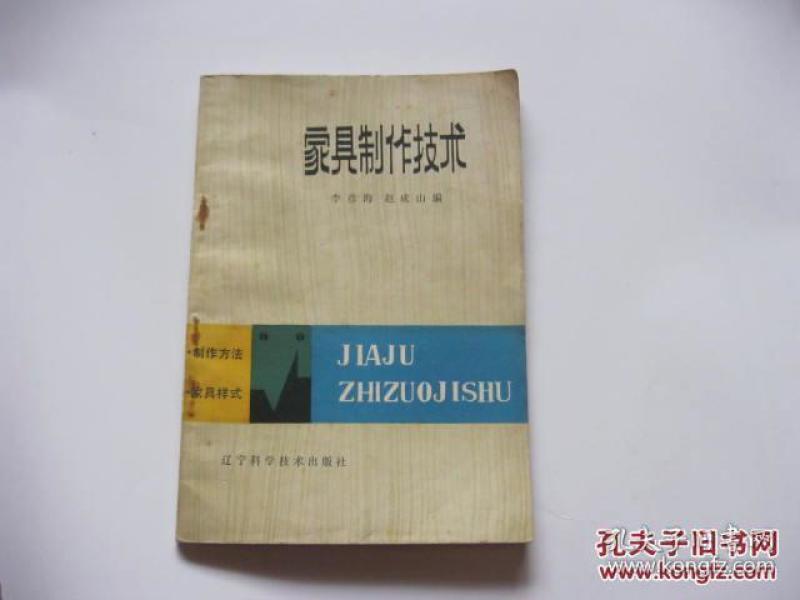 家具制作技术
李彦海 赵成山编
·制作方法
·家具样式
JIAJU
ZHIZUOJISHU
辽宁科学技术出版社
孔夫子旧书网
www.kongfz.com